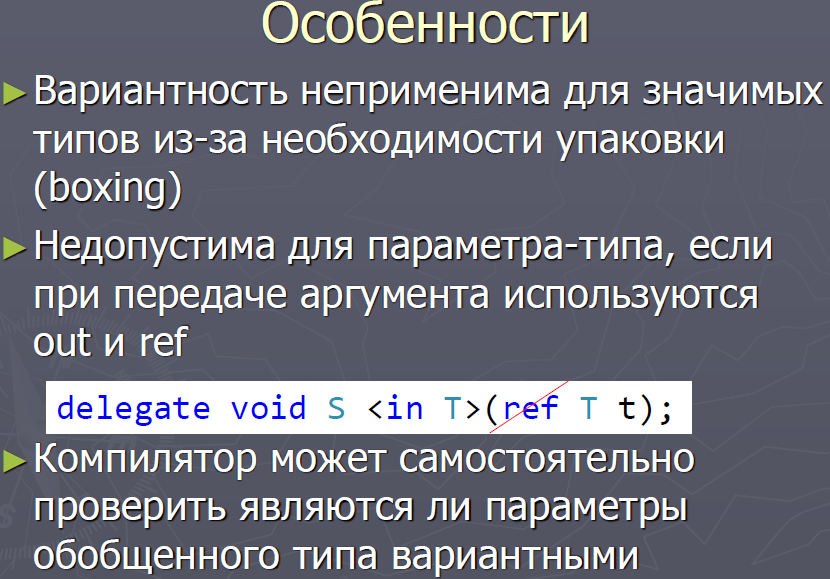 Особенности
►Вариантность неприменима для значимых
типов из-за необходимости упаковки
(boxing)
►Недопустима для параметра-типа, если
при передаче аргумента используются
out и ref
delegate void S <in T>(ref T t);
►Компилятор может самостоятельно
проверить являются ли параметры
обобщенного типа вариантными